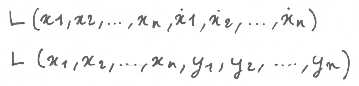 L (x1, x2, ..., xn, ẋ1, ẋ2, ..., ẋn)
L (x1, x2, ..., xn, y1, y2, ...., yn)